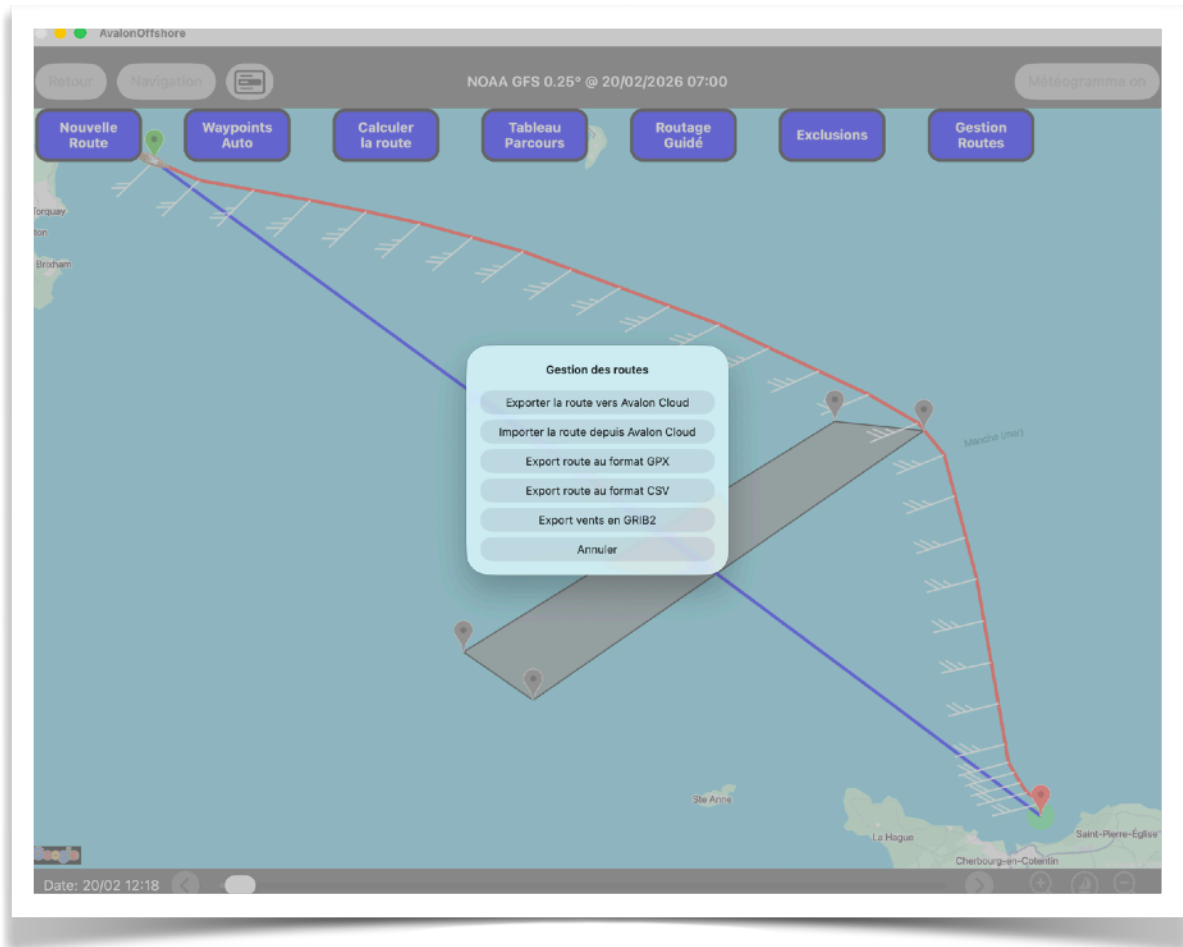 AvalonOffshore
Retour
Navigation
NOAA GFS 0.25° @ 20/02/2026 07:00
Météogramme on
Nouvelle
Route
Waypoints
Auto
Calculer
la route
Tableau
Parcours
Routage
Guidé
Exclusions
Gestion
Routes
Torquay
ton
Brixham
Gestion des routes
Exporter la route vers Avalon Cloud
Importer la route depuis Avalon Cloud
Export route au format GPX
Export route au format CSV
Export vents en GRIB2
Annuler
Manche (mer)
Ste Anne
La Hague
Saint-Pierre-Église
Cherbourg-en-Cotentin
Google
Date: 20/02 12:18